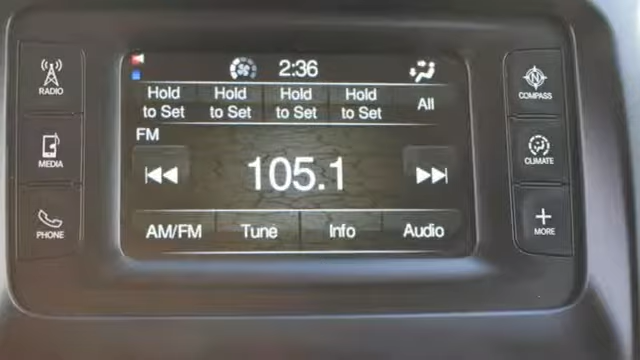 2:36
Hold to Set
Hold to Set
Hold to Set
Hold to Set
All
FM
105.1
AM/FM
Tune
Info
Audio
RADIO
MEDIA
PHONE
N
COMPASS
CLIMATE
MORE